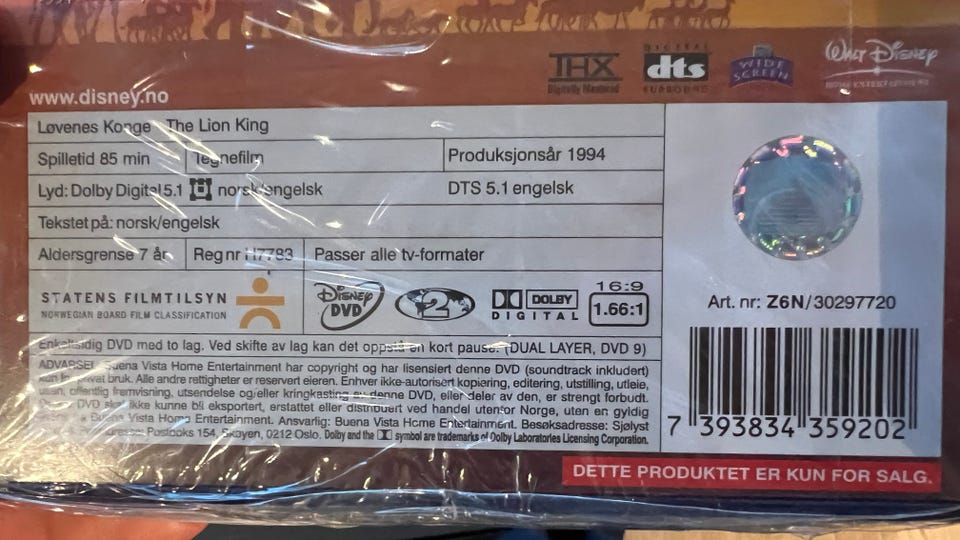 THX
Digitally Mastered
DIGITAL
dts
SURROUND
WIDE
SCREEN
WALT DISNEY
www.disney.no
Løvenes Konge The Lion King
Spilletid 85 min Tegnefilm Produksjonsår 1994
Lyd: Dolby Digital 5.1 norsk/engelsk DTS 5.1 engelsk
Tekstet på: norsk/engelsk
Aldersgrense 7 år Reg nr H7783 Passer alle tv-formater
STATENS FILMTILSYN
NORWEGIAN BOARD FILM CLASSIFICATION
DISNEY
DVD
2
DOLBY
DIGITAL
16:9
1.66:1
Art. nr: Z6N/30297720
Enkeltsidig DVD med to lag. Ved skifte av lag kan det oppstå en kort pause. (DUAL LAYER, DVD 9)
ADVARSEL Buena Vista Home Entertainment har copyright og har lisensiert denne DVD (soundtrack inkludert)
kun for privat bruk. Alle andre rettigheter er reservert eieren. Enhver ikke-autorisert kopiering, editering, utstilling, utleie,
offentlig fremvisning, utsendelse og/eller kringkasting av denne DVD, eller deler av den, er strengt forbudt.
DVD skal ikke kunne bli eksportert, erstattet eller distribuert ved handel utenfor Norge, uten en gyldig
Buena Vista Home Entertainment. Ansvarlig: Buena Vista Home Entertainment. Besøksadresse: Sjølyst
Postboks 154, Skøyen, 0212 Oslo. Dolby and the symbol are trademarks of Dolby Laboratories Licensing Corporation.
7 393834 359202
DETTE PRODUKTET ER KUN FOR SALG.